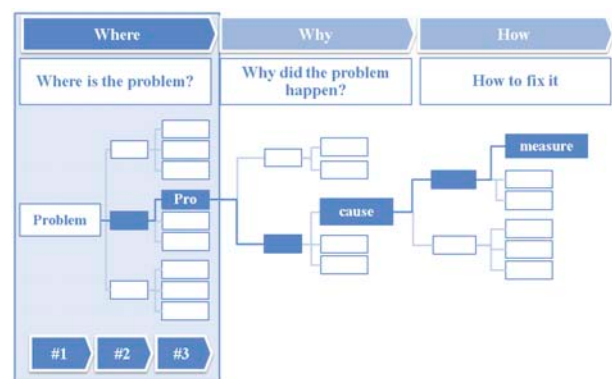 Where
Why
How
Where is the problem?
Why did the problem
happen?
How to fix it
measure
Pro
Problem
cause
#1
#2
#3